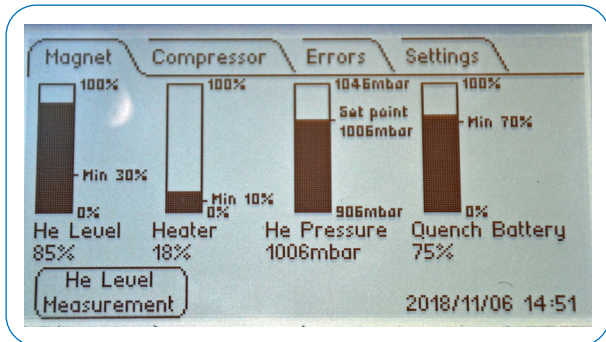 Magnet Compressor Errors Settings
100% 100% 1046mbar 100%
Set point
1006mbar
Min 70%
Min 30%
Min 10%
0% 0% 906mbar 0%
He Level Heater He Pressure Quench Battery
85% 18% 1006mbar 75%
He Level
Measurement
2018/11/06 14:51